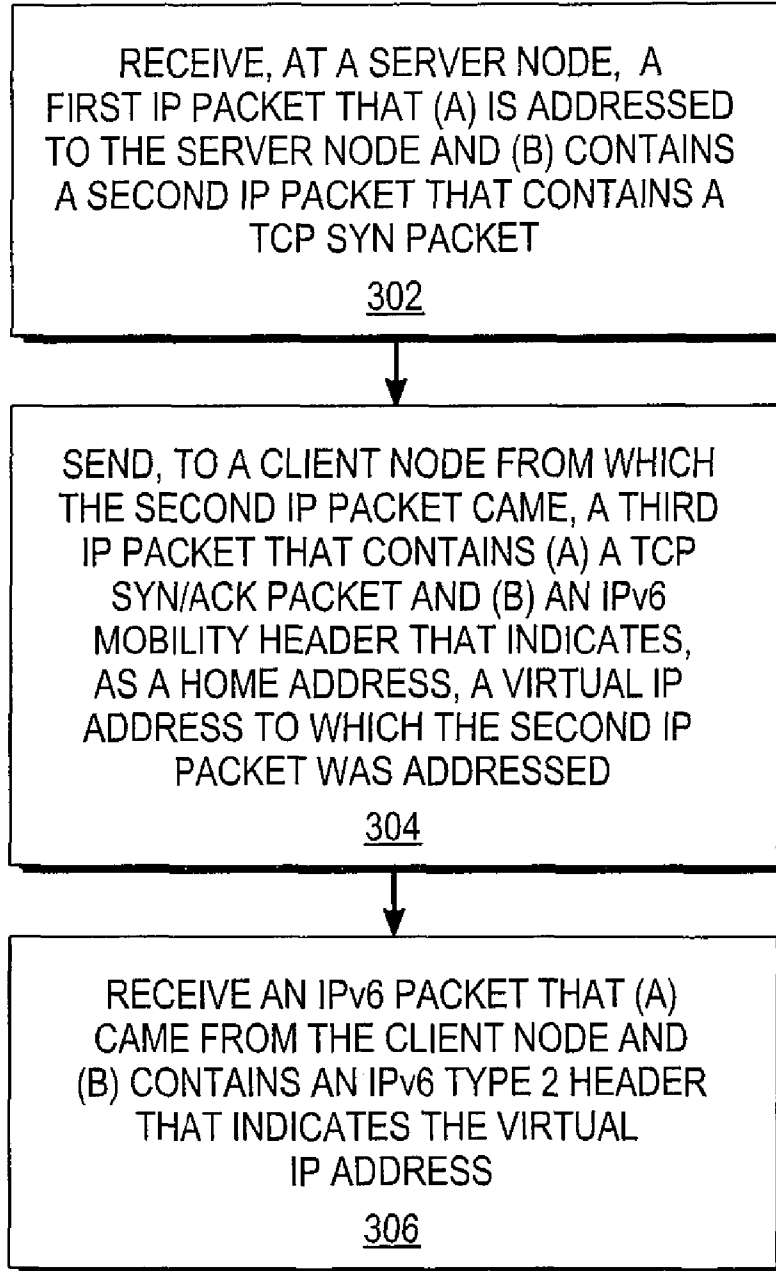 RECEIVE, AT A SERVER NODE, A
FIRST IP PACKET THAT (A) IS ADDRESSED
TO THE SERVER NODE AND (B) CONTAINS
A SECOND IP PACKET THAT CONTAINS A
TCP SYN PACKET
302
SEND, TO A CLIENT NODE FROM WHICH
THE SECOND IP PACKET CAME, A THIRD
IP PACKET THAT CONTAINS (A) A TCP
SYN/ACK PACKET AND (B) AN IPv6
MOBILITY HEADER THAT INDICATES,
AS A HOME ADDRESS, A VIRTUAL IP
ADDRESS TO WHICH THE SECOND IP
PACKET WAS ADDRESSED
304
RECEIVE AN IPv6 PACKET THAT (A)
CAME FROM THE CLIENT NODE AND
(B) CONTAINS AN IPv6 TYPE 2 HEADER
THAT INDICATES THE VIRTUAL
IP ADDRESS
306